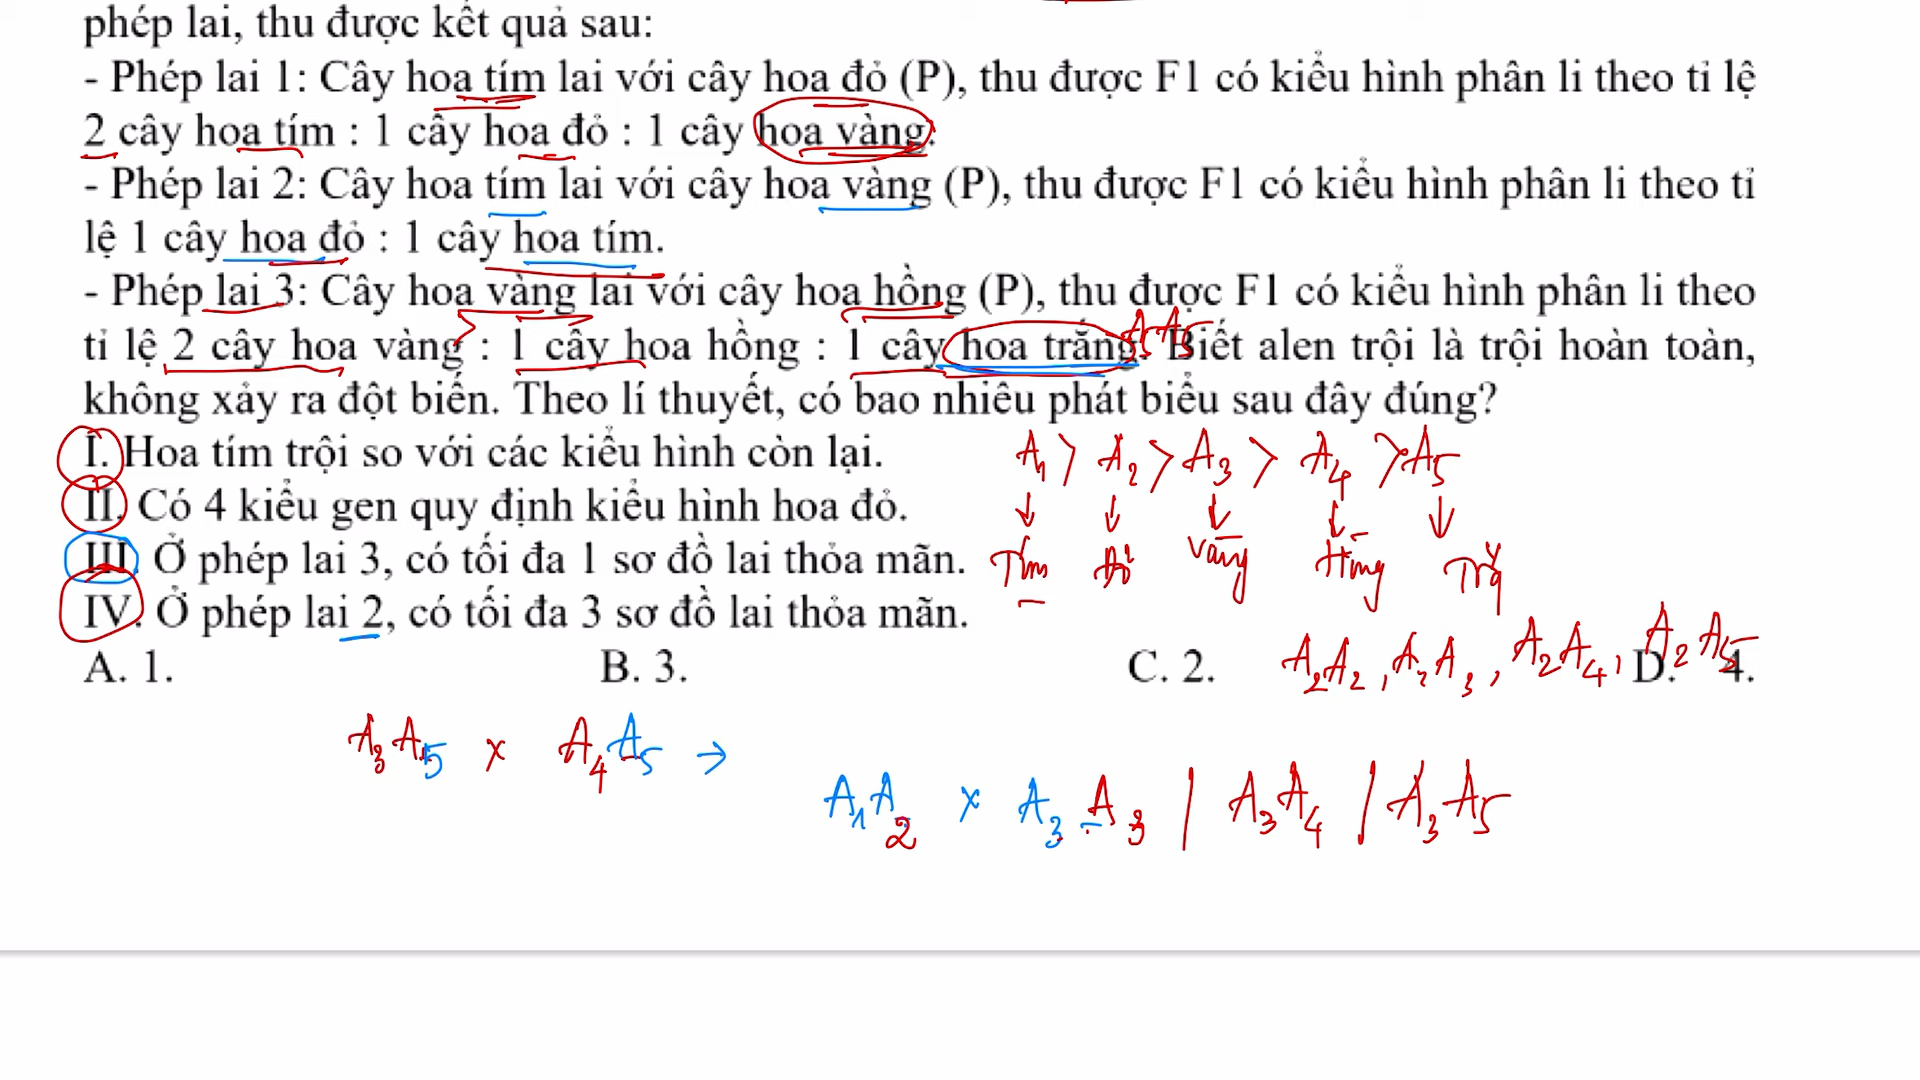 phép lai, thu được kết quả sau:
- Phép lai 1: Cây hoa tím lai với cây hoa đỏ (P), thu được F1 có kiểu hình phân li theo tỉ lệ
2 cây hoa tím : 1 cây hoa đỏ : 1 cây hoa vàng.
- Phép lai 2: Cây hoa tím lai với cây hoa vàng (P), thu được F1 có kiểu hình phân li theo tỉ
lệ 1 cây hoa đỏ : 1 cây hoa tím.
- Phép lai 3: Cây hoa vàng lai với cây hoa hồng (P), thu được F1 có kiểu hình phân li theo
tỉ lệ 2 cây hoa vàng : 1 cây hoa hồng : 1 cây hoa trắng. Biết alen trội là trội hoàn toàn,
A5A5
không xảy ra đột biến. Theo lí thuyết, có bao nhiêu phát biểu sau đây đúng?
I. Hoa tím trội so với các kiểu hình còn lại.
A1 > A2 > A3 > A4 > A5
II. Có 4 kiểu gen quy định kiểu hình hoa đỏ.
↓ ↓ ↓ ↓ ↓
III. Ở phép lai 3, có tối đa 1 sơ đồ lai thỏa mãn.
Tím Đỏ Vàng Hồng
IV. Ở phép lai 2, có tối đa 3 sơ đồ lai thỏa mãn.
A. 1. B. 3. C. 2. D. 4.
A2A2, A2A3, A2A4, A2A5
A3A5 x A4A5 →
A1A2 x A3A3 | A3A4 | A3A5